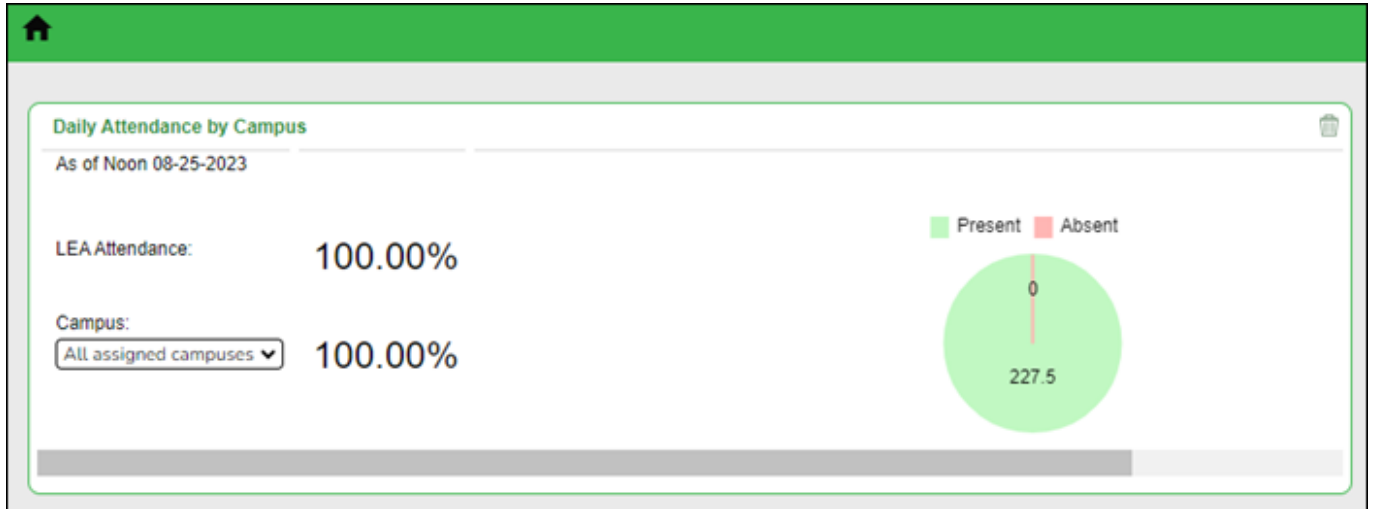 Daily Attendance by Campus
As of Noon 08-25-2023
LEA Attendance:
100.00%
Campus:
All assigned campuses
100.00%
Present
Absent
0
227.5